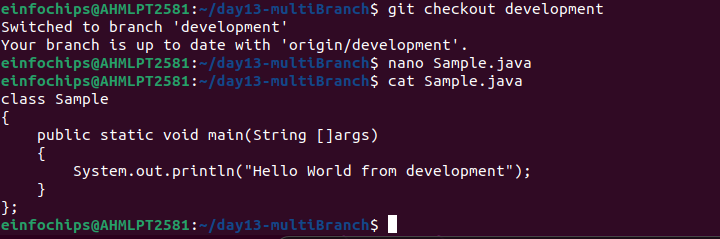 einfochips@AHMLPT2581:~/day13-multiBranch$ git checkout development
Switched to branch 'development'
Your branch is up to date with 'origin/development'.
einfochips@AHMLPT2581:~/day13-multiBranch$ nano Sample.java
einfochips@AHMLPT2581:~/day13-multiBranch$ cat Sample.java
class Sample
{
    public static void main(String []args)
    {
        System.out.println("Hello World from development");
    }
};
einfochips@AHMLPT2581:~/day13-multiBranch$